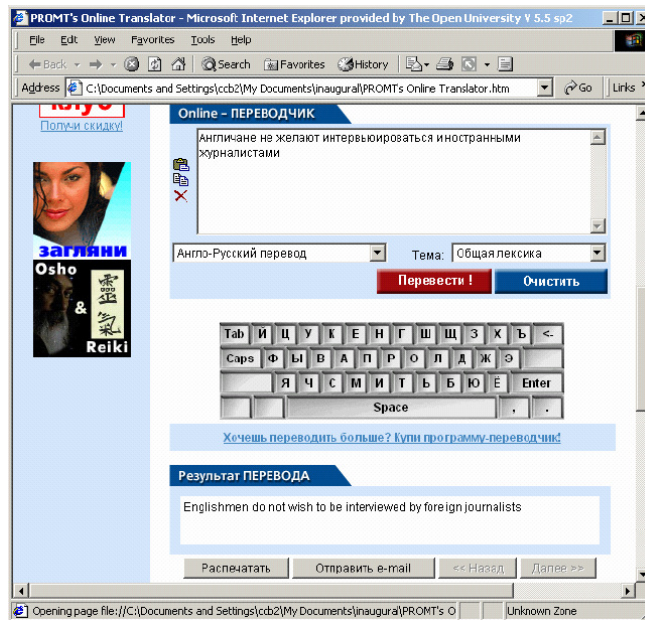 PROMT's Online Translator - Microsoft Internet Explorer provided by The Open University V 5.5 sp2
File Edit View Favorites Tools Help
Back Search Favorites History
Address C:\Documents and Settings\ccb2\My Documents\inaugural\PROMT's Online Translator.htm Go Links
клуб
Получи скидку!
загляни
Osho
&
靈氣
Reiki
Online – ПЕРЕВОДЧИК
Англичане не желают интервьюироваться иностранными
журналистами
Англо-Русский перевод Тема: Общая лексика
Перевести ! Очистить
Tab Й Ц У К Е Н Г Ш Щ З Х Ъ <-
Caps Ф Ы В А П Р О Л Д Ж Э
Я Ч С М И Т Ь Б Ю Ё Enter
Space , .
Хочешь переводить больше? Купи программу-переводчик!
Результат ПЕРЕВОДА
Englishmen do not wish to be interviewed by foreign journalists
Распечатать Отправить e-mail << Назад Далее >>
Opening page file://C:\Documents and Settings\ccb2\My Documents\inaugural\PROMT's O Unknown Zone